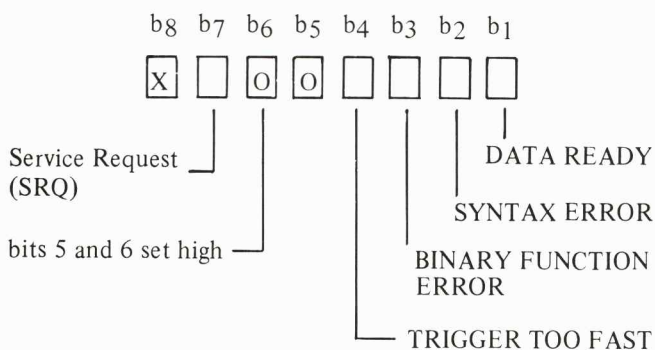 b8 b7 b6 b5 b4 b3 b2 b1
X O O
Service Request
(SRQ)
DATA READY
SYNTAX ERROR
bits 5 and 6 set high
BINARY FUNCTION
ERROR
TRIGGER TOO FAST